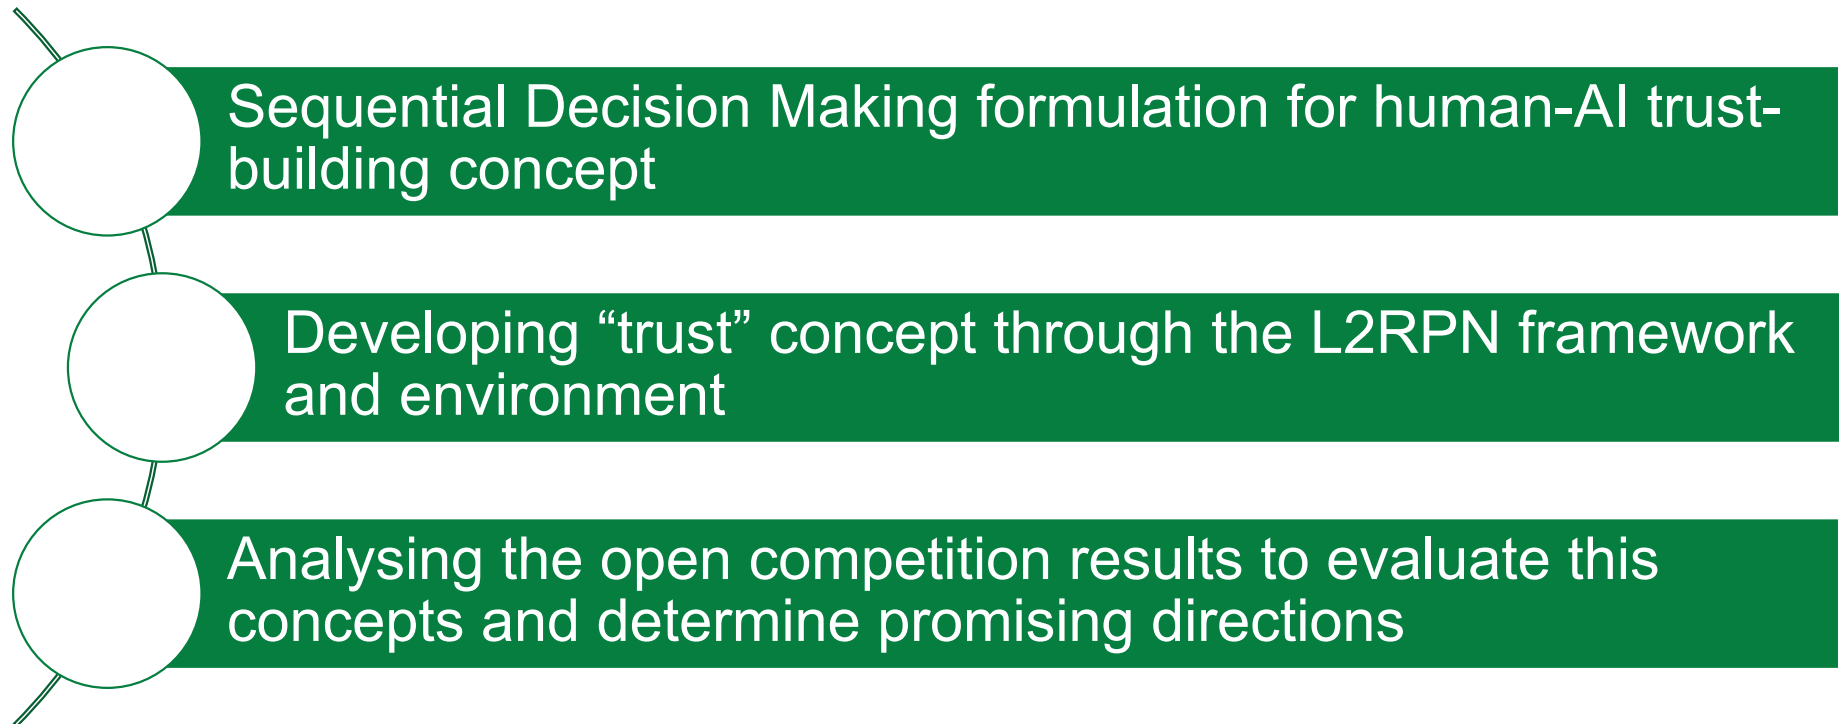 Sequential Decision Making formulation for human-AI trust-
building concept
Developing “trust” concept through the L2RPN framework
and environment
Analysing the open competition results to evaluate this
concepts and determine promising directions